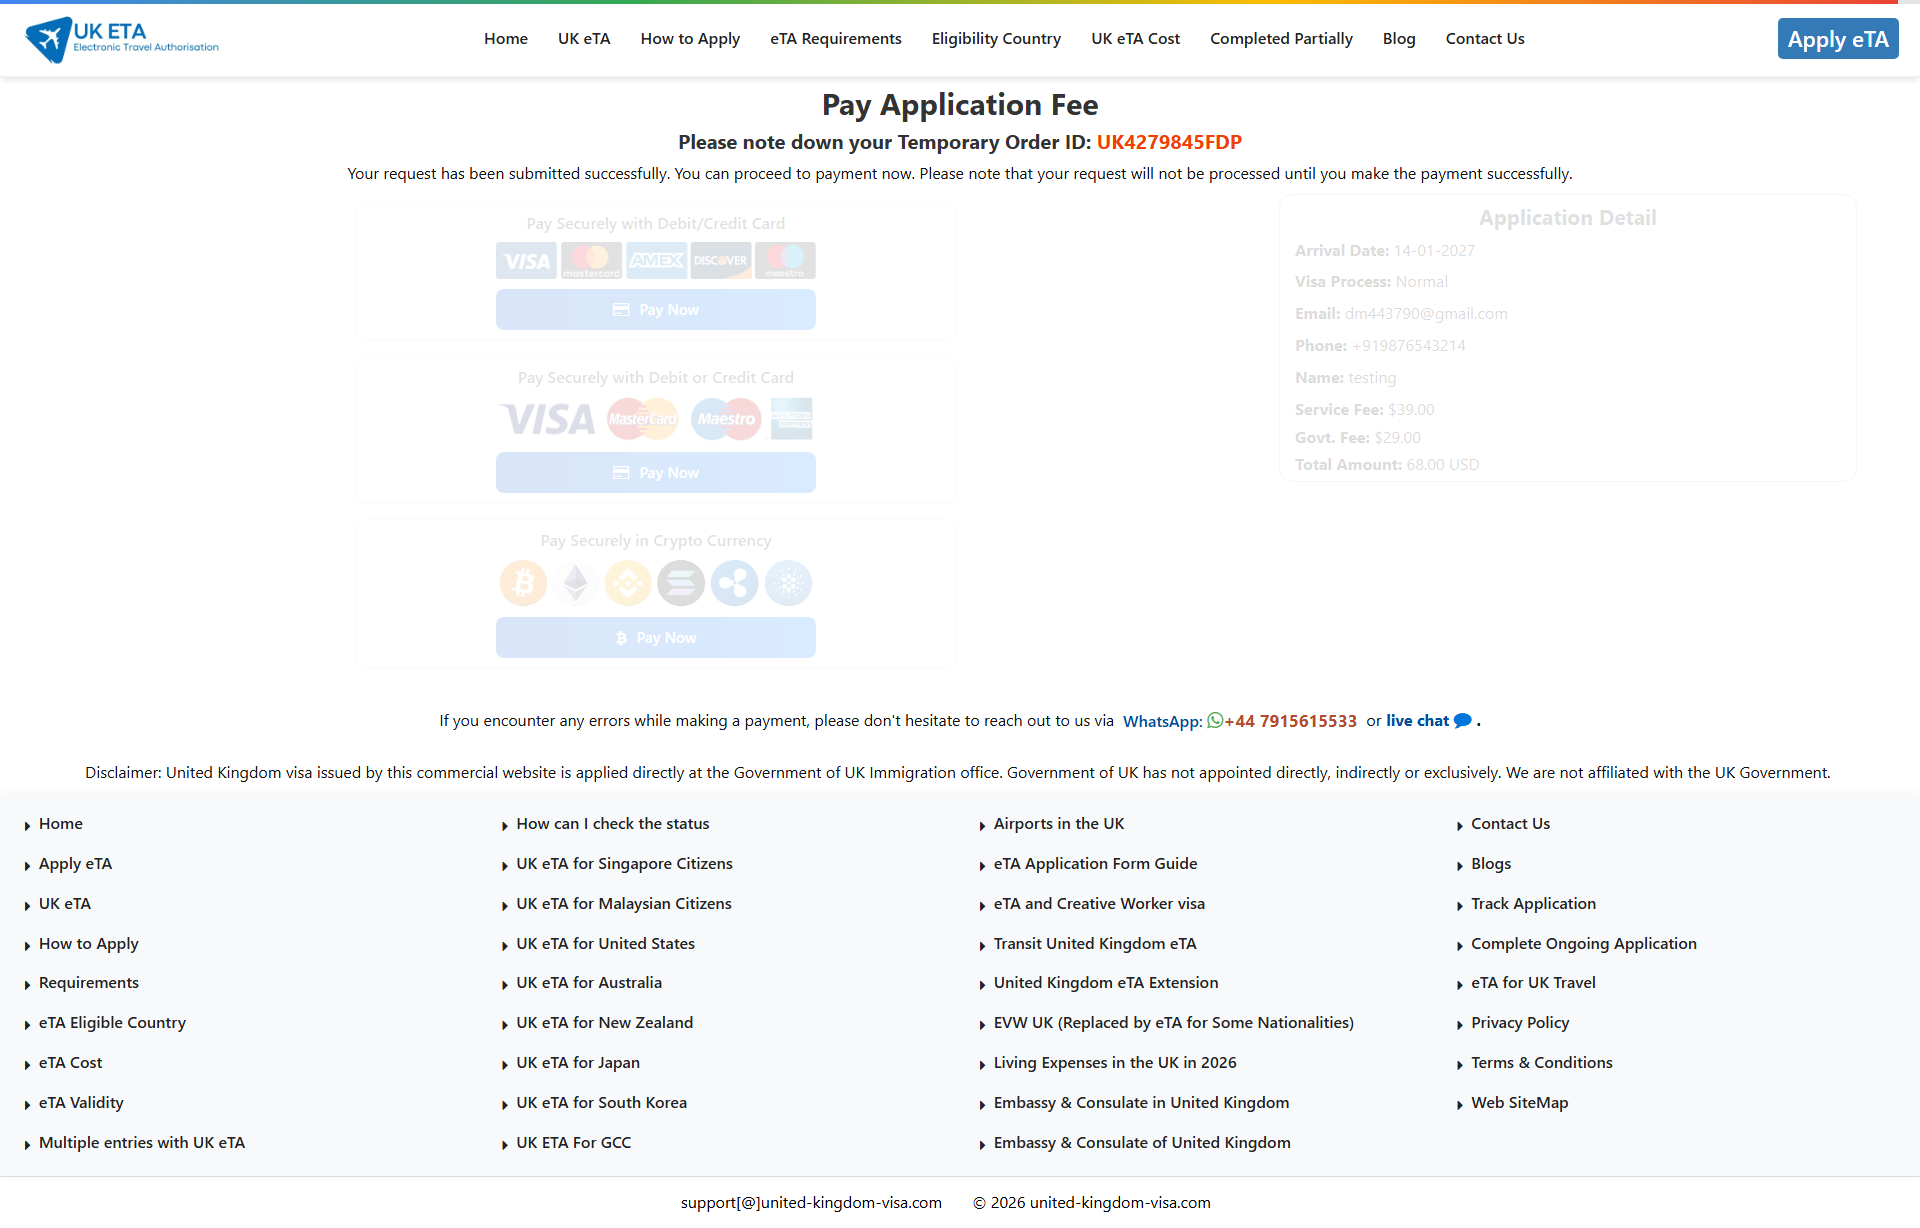 UK ETA
Electronic Travel Authorisation
Home
UK eTA
How to Apply
eTA Requirements
Eligibility Country
UK eTA Cost
Completed Partially
Blog
Contact Us
Apply eTA
Pay Application Fee
Please note down your Temporary Order ID: UK4279845FDP
Your request has been submitted successfully. You can proceed to payment now. Please note that your request will not be processed until you make the payment successfully.
Pay Securely with Debit/Credit Card
VISA
mastercard
AMEX
DISCOVER
maestro
Pay Now
Pay Securely with Debit or Credit Card
VISA
MasterCard
Maestro
Pay Now
Pay Securely in Crypto Currency
Pay Now
Application Detail
Arrival Date: 14-01-2027
Visa Process: Normal
Email: dm443790@gmail.com
Phone: +919876543214
Name: testing
Service Fee: $39.00
Govt. Fee: $29.00
Total Amount: 68.00 USD
If you encounter any errors while making a payment, please don't hesitate to reach out to us via WhatsApp: +44 7915615533 or live chat .
Disclaimer: United Kingdom visa issued by this commercial website is applied directly at the Government of UK Immigration office. Government of UK has not appointed directly, indirectly or exclusively. We are not affiliated with the UK Government.
Home
Apply eTA
UK eTA
How to Apply
Requirements
eTA Eligible Country
eTA Cost
eTA Validity
Multiple entries with UK eTA
How can I check the status
UK eTA for Singapore Citizens
UK eTA for Malaysian Citizens
UK eTA for United States
UK eTA for Australia
UK eTA for New Zealand
UK eTA for Japan
UK eTA for South Korea
UK ETA For GCC
Airports in the UK
eTA Application Form Guide
eTA and Creative Worker visa
Transit United Kingdom eTA
United Kingdom eTA Extension
EVW UK (Replaced by eTA for Some Nationalities)
Living Expenses in the UK in 2026
Embassy & Consulate in United Kingdom
Embassy & Consulate of United Kingdom
Contact Us
Blogs
Track Application
Complete Ongoing Application
eTA for UK Travel
Privacy Policy
Terms & Conditions
Web SiteMap
support[@]united-kingdom-visa.com
© 2026 united-kingdom-visa.com